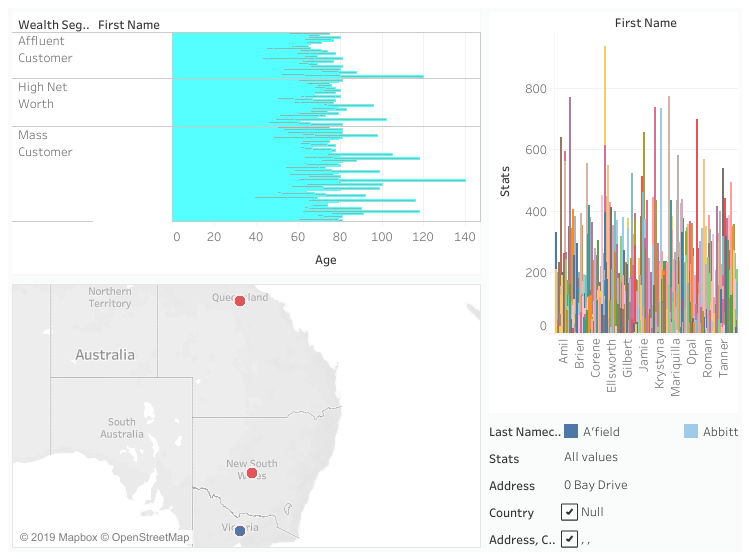 Wealth Seg.. First Name
Affluent
Customer
High Net
Worth
Mass
Customer
0 20 40 60 80 100 120 140
Age
First Name
Stats
800
600
400
200
0
Amil
Brien
Corene
Ellsworth
Gilbert
Jamie
Krystyna
Mariquilla
Opal
Roman
Tanner
Northern
Territory
Queensland
Australia
South
Australia
New South
Wales
Victoria
© 2019 Mapbox © OpenStreetMap
Last Namec.. A'field Abbitt
Stats All values
Address 0 Bay Drive
Country Null
Address, C.. , ,